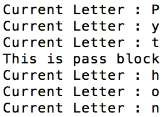 Current Letter : P
Current Letter : y
Current Letter : t
This is pass block
Current Letter : h
Current Letter : o
Current Letter : n